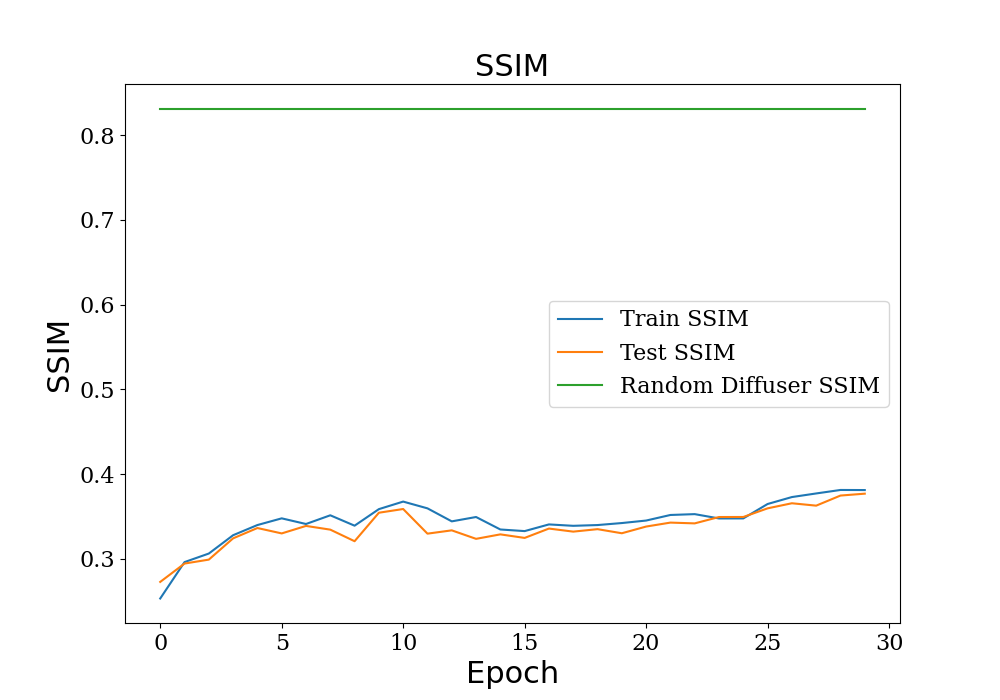 SSIM
0.8
0.7
0.6
0.5
0.4
0.3
SSIM
Train SSIM
Test SSIM
Random Diffuser SSIM
0 5 10 15 20 25 30
Epoch